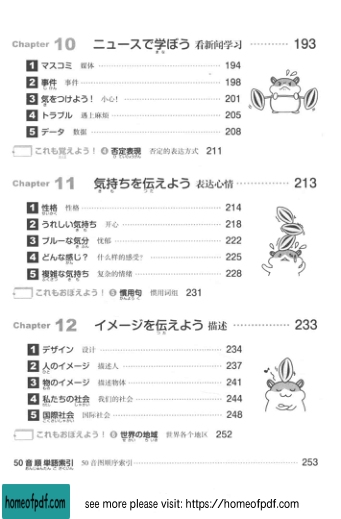 Chapter 10 ニュースで学ぼう 看新闻学习 ………… 193
1 マスコミ 媒体 ………… 194
2 事件 事件 ………… 198
3 気をつけよう! 小心! ………… 201
4 トラブル 遇上麻烦 ………… 205
5 データ 数据 ………… 208
これも覚えよう! ❹ 否定表現 否定的表达方式 211
Chapter 11 気持ちを伝えよう 表达心情 ………… 213
1 性格 性格 ………… 214
2 うれしい気持ち 开心 ………… 218
3 ブルーな気分 忧郁 ………… 222
4 どんな感じ? 什么样的感受? ………… 225
5 複雑な気持ち 复杂的情绪 ………… 228
これもおぼえよう! ❺ 慣用句 惯用词组 231
Chapter 12 イメージを伝えよう 描述 ………… 233
1 デザイン 设计 ………… 234
2 人のイメージ 描述人 ………… 237
3 物のイメージ 描述物体 ………… 241
4 私たちの社会 我们的社会 ………… 244
5 国際社会 国际社会 ………… 248
これもおぼえよう! ❻ 世界の地域 世界各个地区 252
50音順 単語索引 50音图顺序索引 ………… 253
homeofpdf.com see more please visit: https://homeofpdf.com